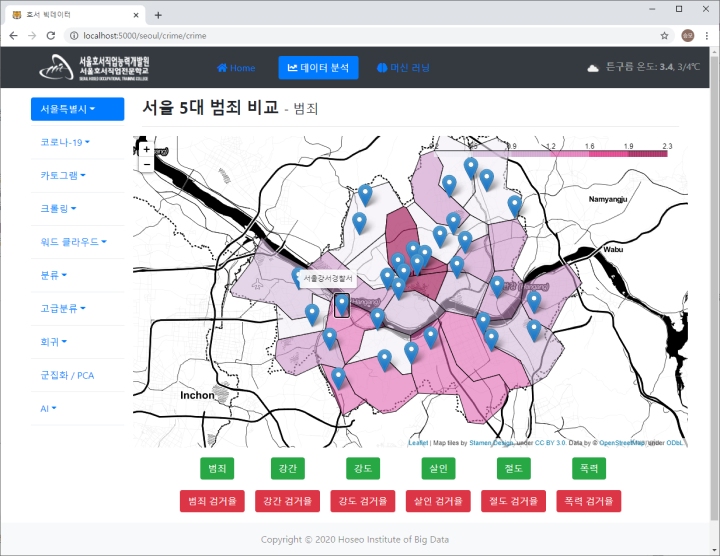 호서 빅데이터
localhost:5000/seoul/crime/crime
승모
서울호서직업능력개발원
서울호서직업전문학교
SEOUL HOSEO OCCUPATIONAL TRAINING COLLEGE
Home
데이터 분석
머신 러닝
튼구름 온도: 3.4, 3/4℃
서울특별시
코로나-19
카토그램
크롤링
워드 클라우드
분류
고급분류
회귀
군집화 / PCA
AI
서울 5대 범죄 비교 - 범죄
+
−
0.9 1.2 1.6 1.9 2.3
Namyangju
Wabu
서울강서경찰서
Inchon
Leaflet | Map tiles by Stamen Design, under CC BY 3.0. Data by © OpenStreetMap, under ODbL.
범죄 강간 강도 살인 절도 폭력
범죄 검거율 강간 검거율 강도 검거율 살인 검거율 절도 검거율 폭력 검거율
Copyright © 2020 Hoseo Institute of Big Data